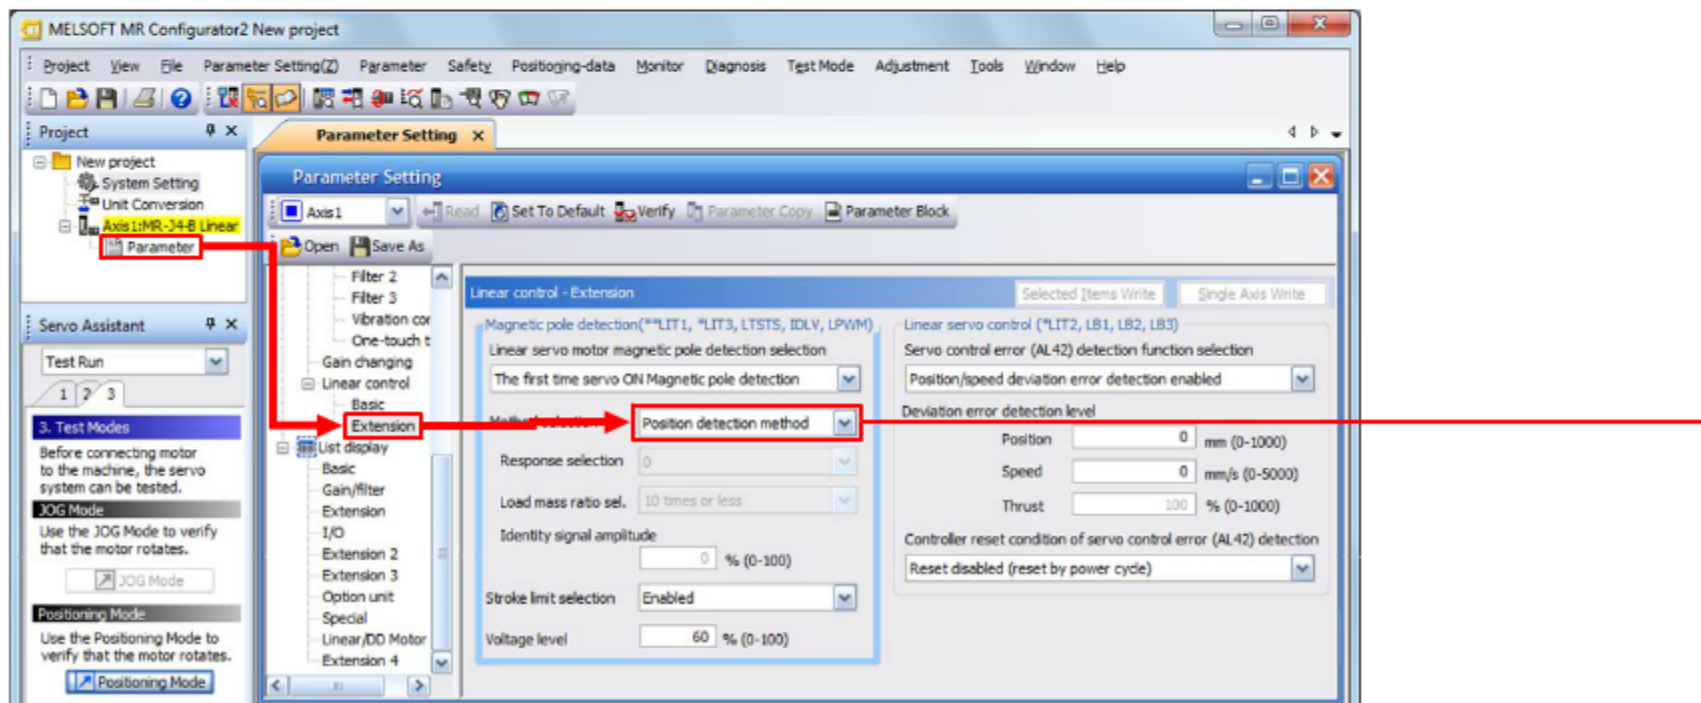 MELSOFT MR Configurator2 New project
Project View File Parameter Setting(Z) Parameter Safety Positioning-data Monitor Diagnosis Test Mode Adjustment Tools Window Help
Project
New project
System Setting
Unit Conversion
Axis1:MR-J4-B Linear
Parameter
Servo Assistant
Test Run
1 2 3
3. Test Modes
Before connecting motor
to the machine, the servo
system can be tested.
JOG Mode
Use the JOG Mode to verify
that the motor rotates.
JOG Mode
Positioning Mode
Use the Positioning Mode to
verify that the motor rotates.
Positioning Mode
Parameter Setting
Parameter Setting
Axis1 Read Set To Default Verify Parameter Copy Parameter Block
Open Save As
Filter 2
Filter 3
Vibration cor
One-touch t
Gain changing
Linear control
Basic
Extension
List display
Basic
Gain/filter
Extension
I/O
Extension 2
Extension 3
Option unit
Special
Linear/DD Motor
Extension 4
Linear control - Extension
Selected Items Write Single Axis Write
Magnetic pole detection(**LIT1, *LIT3, LTSTS, IDLV, LPWM)
Linear servo motor magnetic pole detection selection
The first time servo ON Magnetic pole detection
Position detection method
Response selection 0
Load mass ratio sel. 10 times or less
Identity signal amplitude
0 % (0-100)
Stroke limit selection Enabled
Voltage level 60 % (0-100)
Linear servo control (*LIT2, LB1, LB2, LB3)
Servo control error (AL42) detection function selection
Position/speed deviation error detection enabled
Deviation error detection level
Position 0 mm (0-1000)
Speed 0 mm/s (0-5000)
Thrust 100 % (0-1000)
Controller reset condition of servo control error (AL42) detection
Reset disabled (reset by power cycle)